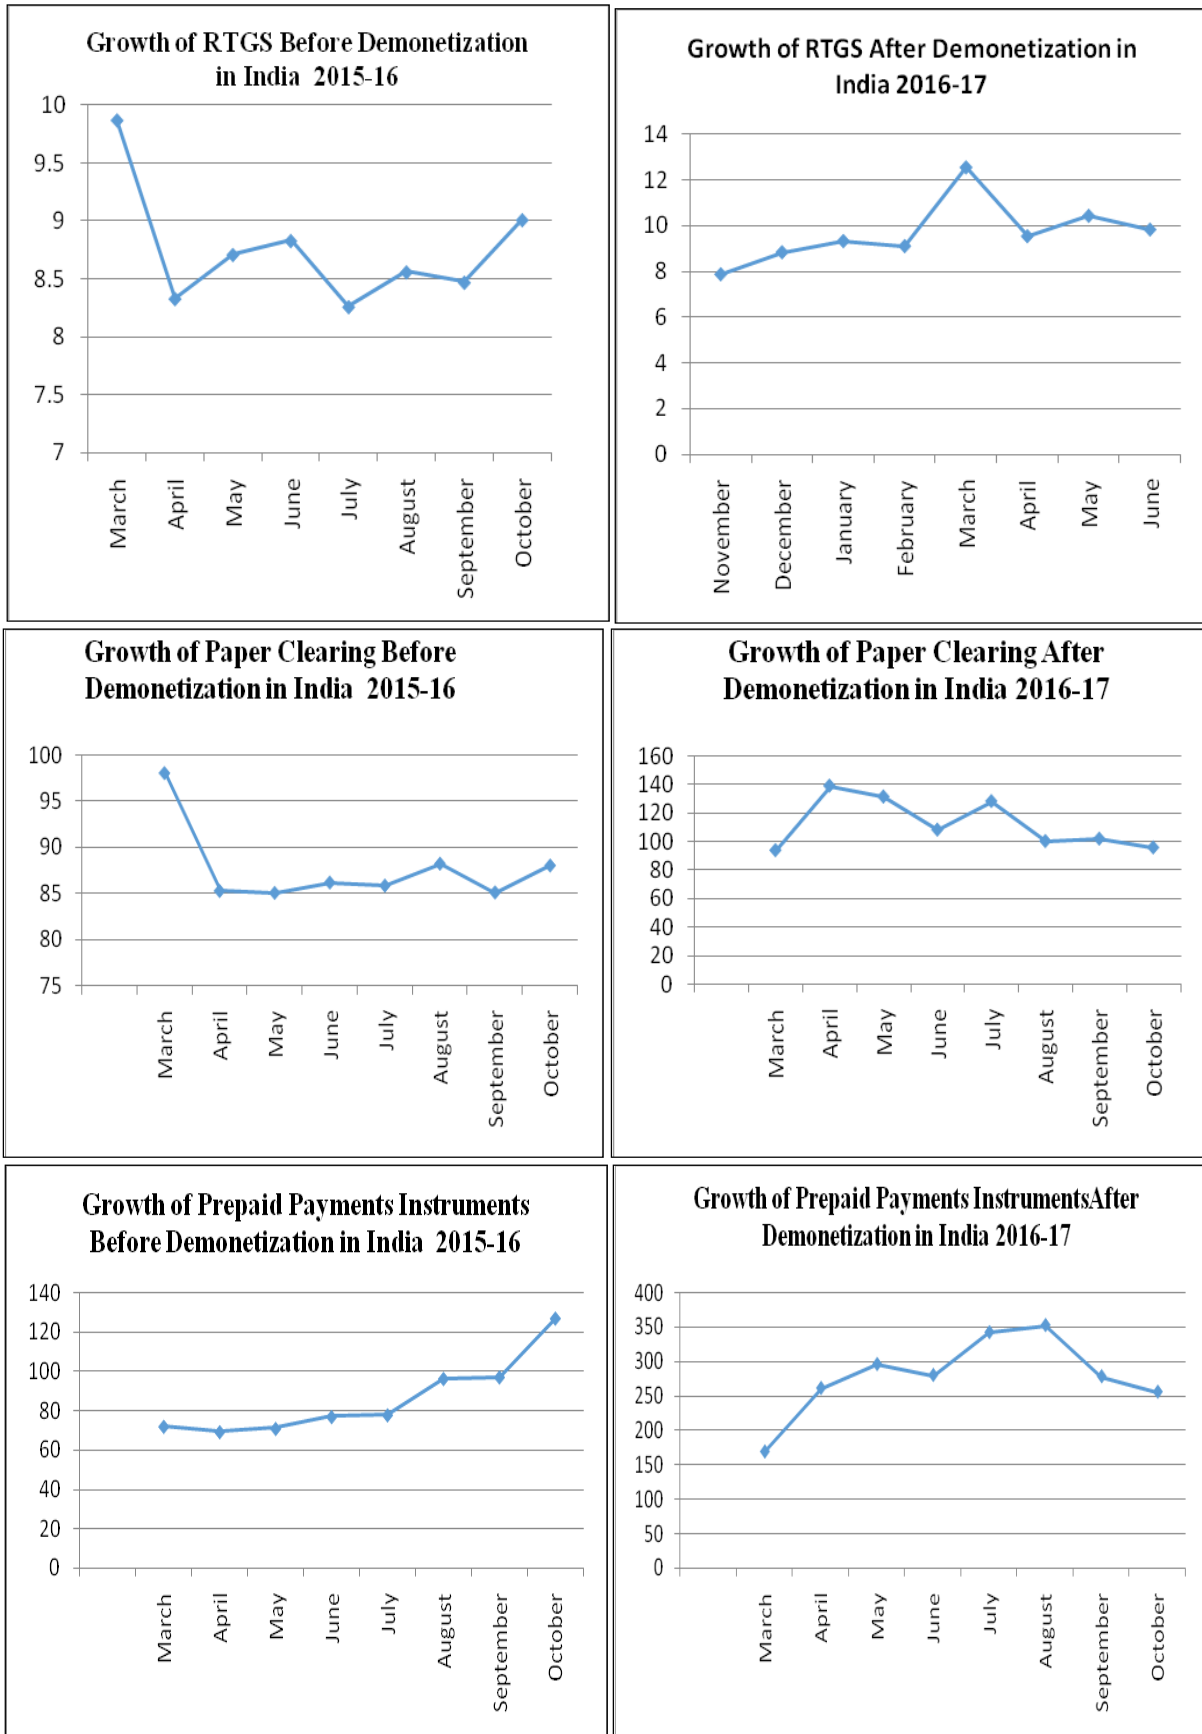 Growth of RTGS Before Demonetization
in India 2015-16
10
9.5
9
8.5
8
7.5
7
March
April
May
June
July
August
September
October
Growth of RTGS After Demonetization in
India 2016-17
14
12
10
8
6
4
2
0
November
December
January
February
March
April
May
June
Growth of Paper Clearing Before
Demonetization in India 2015-16
100
95
90
85
80
75
March
April
May
June
July
August
September
October
Growth of Paper Clearing After
Demonetization in India 2016-17
160
140
120
100
80
60
40
20
0
March
April
May
June
July
August
September
October
Growth of Prepaid Payments Instruments
Before Demonetization in India 2015-16
140
120
100
80
60
40
20
0
March
April
May
June
July
August
September
October
Growth of Prepaid Payments InstrumentsAfter
Demonetization in India 2016-17
400
350
300
250
200
150
100
50
0
March
April
May
June
July
August
September
October